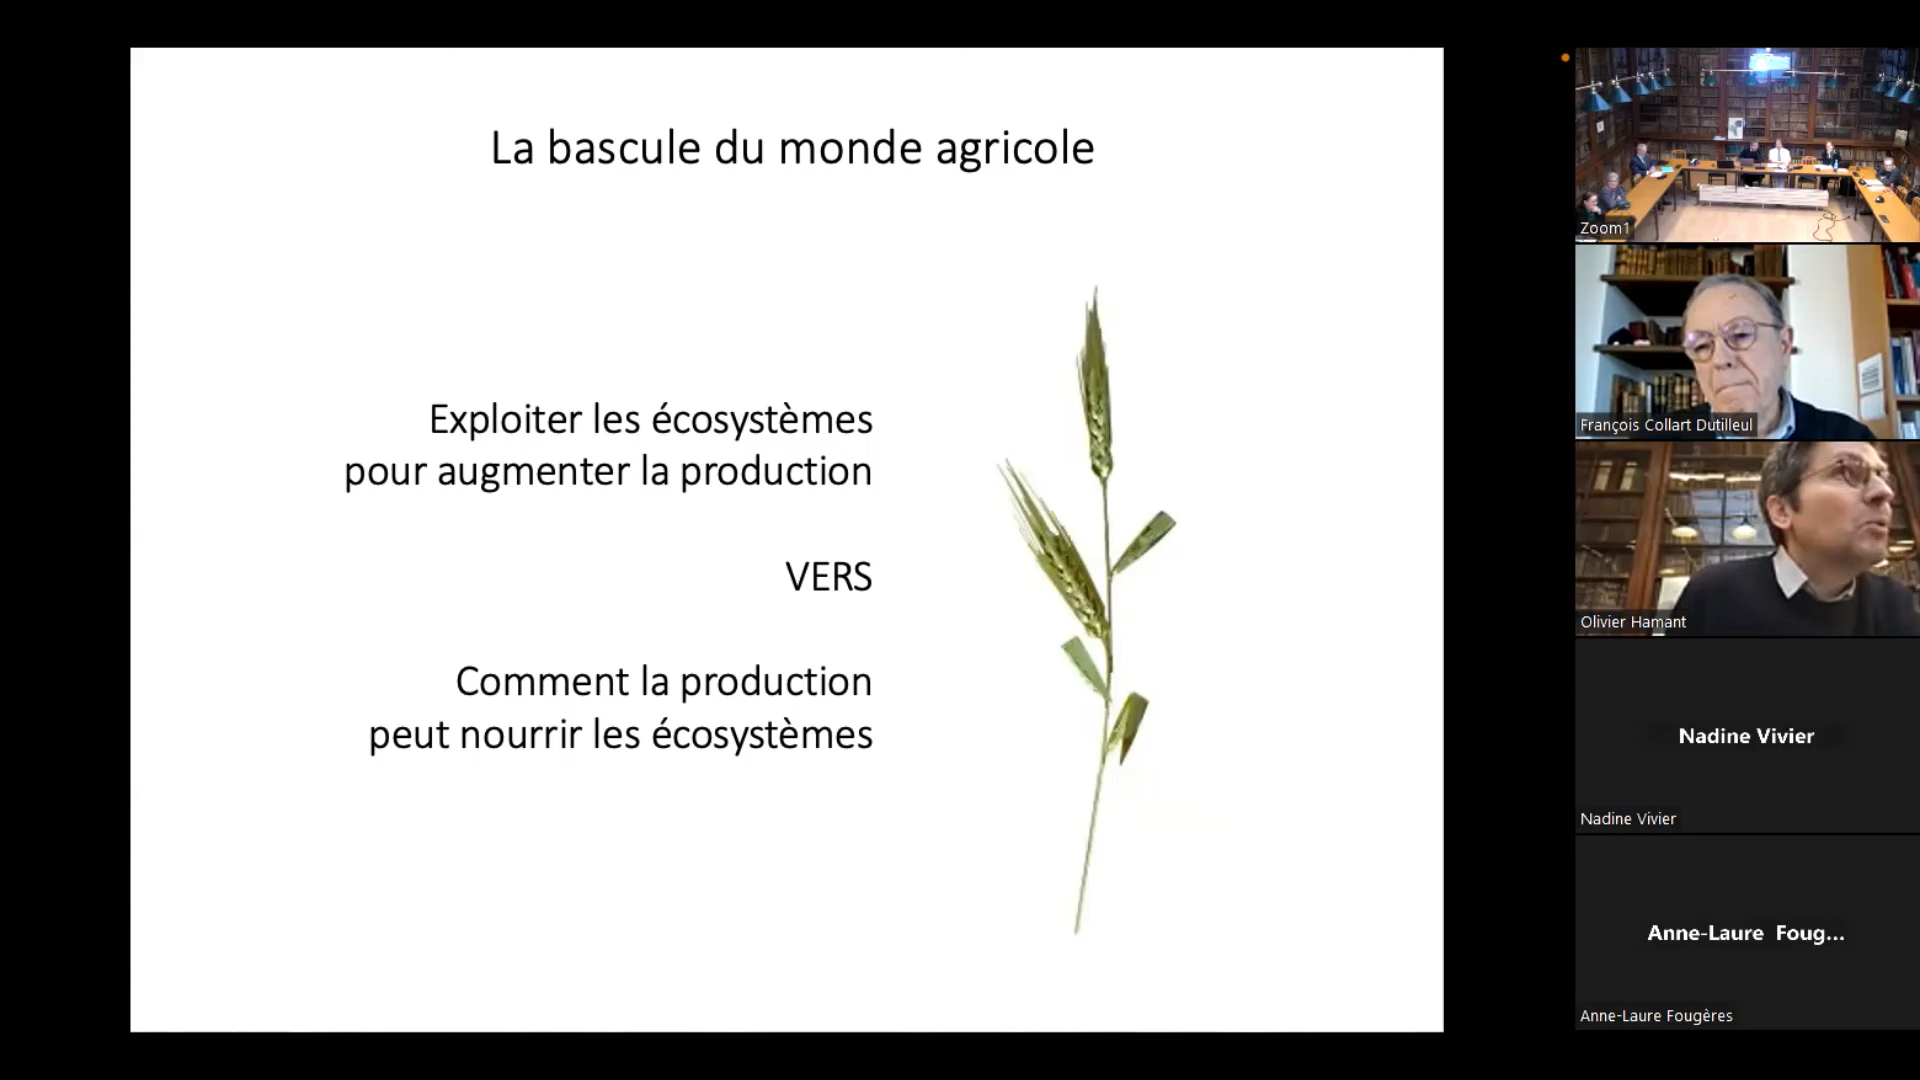 La bascule du monde agricole
Exploiter les écosystèmes
pour augmenter la production
VERS
Comment la production
peut nourrir les écosystèmes
Zoom1
François Collart Dutilleul
Olivier Hamant
Nadine Vivier
Nadine Vivier
Anne-Laure Foug...
Anne-Laure Fougères